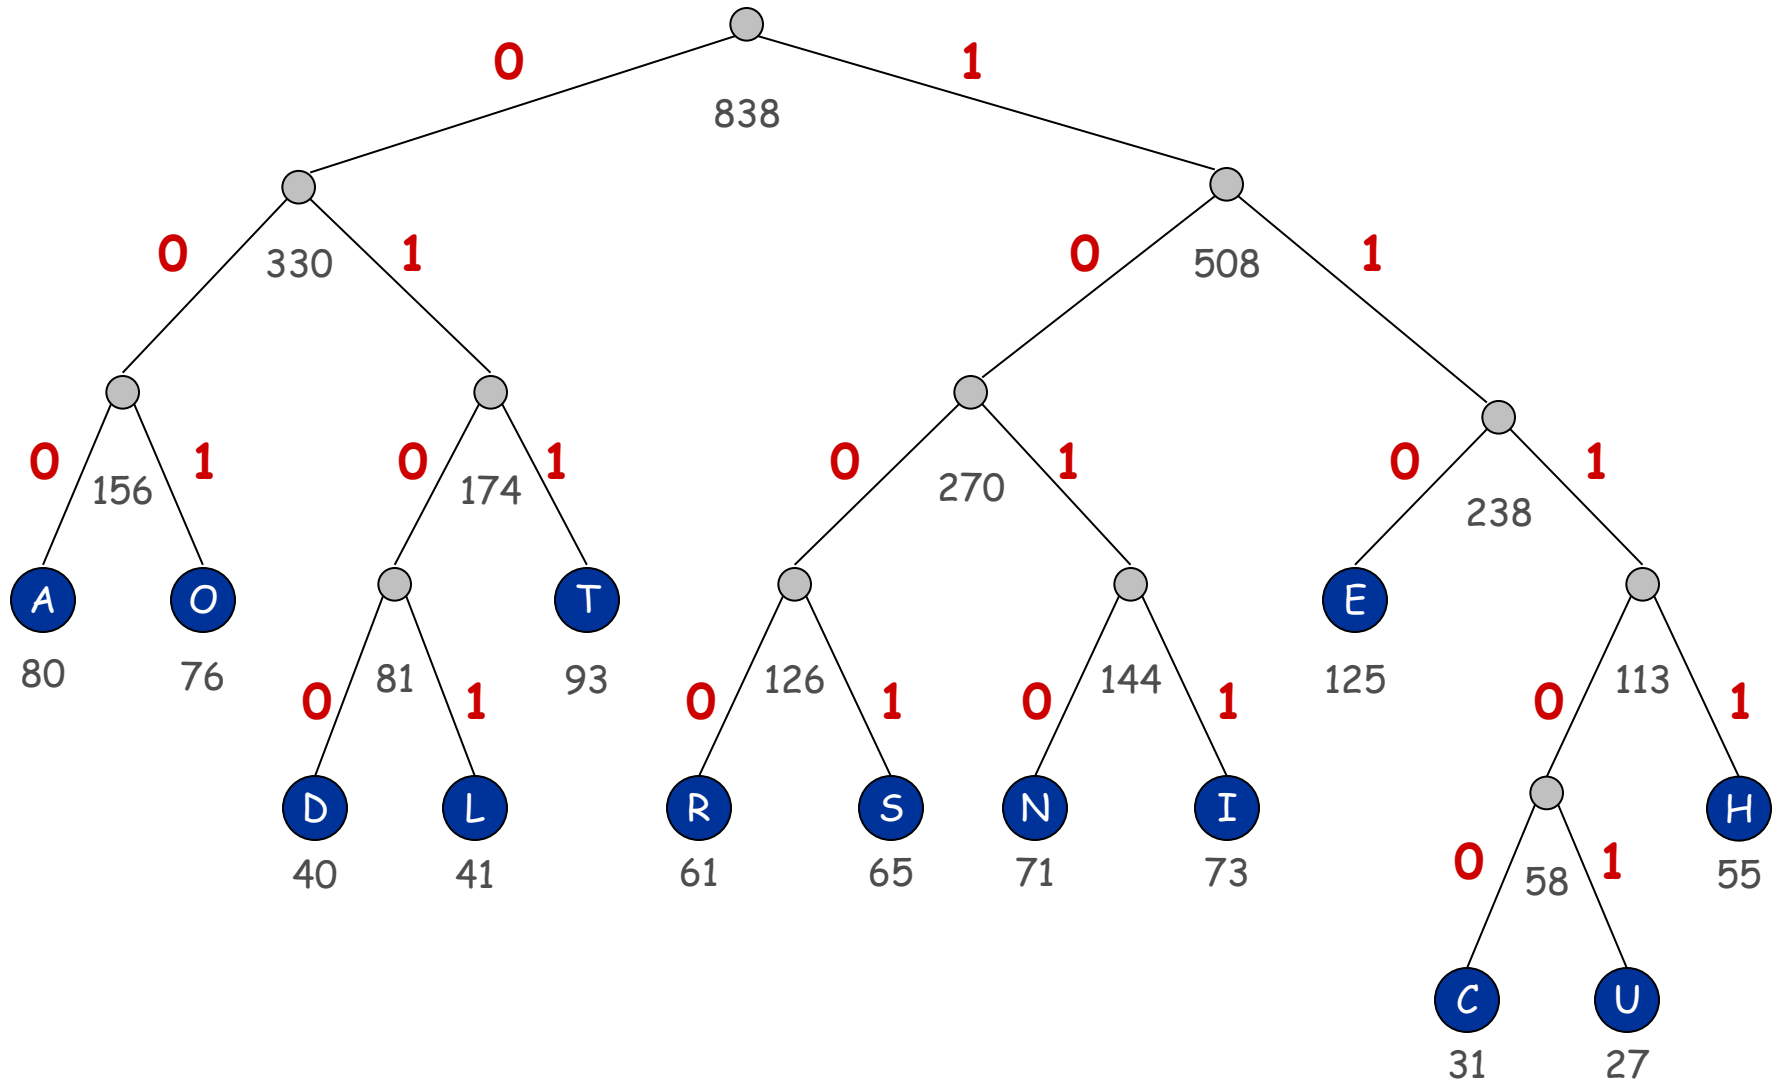 0 1
838
0 330 1 0 508 1
0 156 1 0 174 1 0 270 1 0 238 1
A O T E
80 76 81 93 126 144 125 113
0 1 0 1 0 1 0 1
D L R S N I H
40 41 61 65 71 73 55
0 58 1
C U
31 27